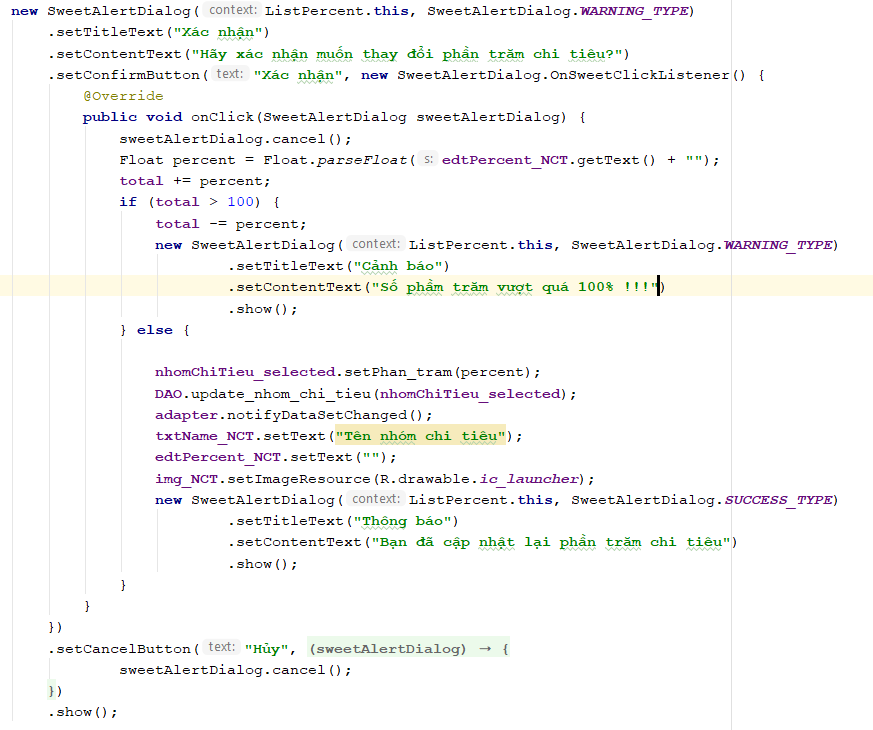 new SweetAlertDialog( context: ListPercent.this, SweetAlertDialog.WARNING_TYPE)
.setTitleText("Xác nhận")
.setContentText("Hãy xác nhận muốn thay đổi phần trăm chi tiêu?")
.setConfirmButton( text: "Xác nhận", new SweetAlertDialog.OnSweetClickListener() {
@Override
public void onClick(SweetAlertDialog sweetAlertDialog) {
sweetAlertDialog.cancel();
Float percent = Float.parseFloat( s: edtPercent_NCT.getText() + "");
total += percent;
if (total > 100) {
total -= percent;
new SweetAlertDialog( context: ListPercent.this, SweetAlertDialog.WARNING_TYPE)
.setTitleText("Cảnh báo")
.setContentText("Số phầm trăm vượt quá 100% !!!")
.show();
} else {
nhomChiTieu_selected.setPhan_tram(percent);
DAO.update_nhom_chi_tieu(nhomChiTieu_selected);
adapter.notifyDataSetChanged();
txtName_NCT.setText("Tên nhóm chi tiêu");
edtPercent_NCT.setText("");
img_NCT.setImageResource(R.drawable.ic_launcher);
new SweetAlertDialog( context: ListPercent.this, SweetAlertDialog.SUCCESS_TYPE)
.setTitleText("Thông báo")
.setContentText("Bạn đã cập nhật lại phần trăm chi tiêu")
.show();
}
}
})
.setCancelButton( text: "Hủy", (sweetAlertDialog) → {
sweetAlertDialog.cancel();
})
.show();